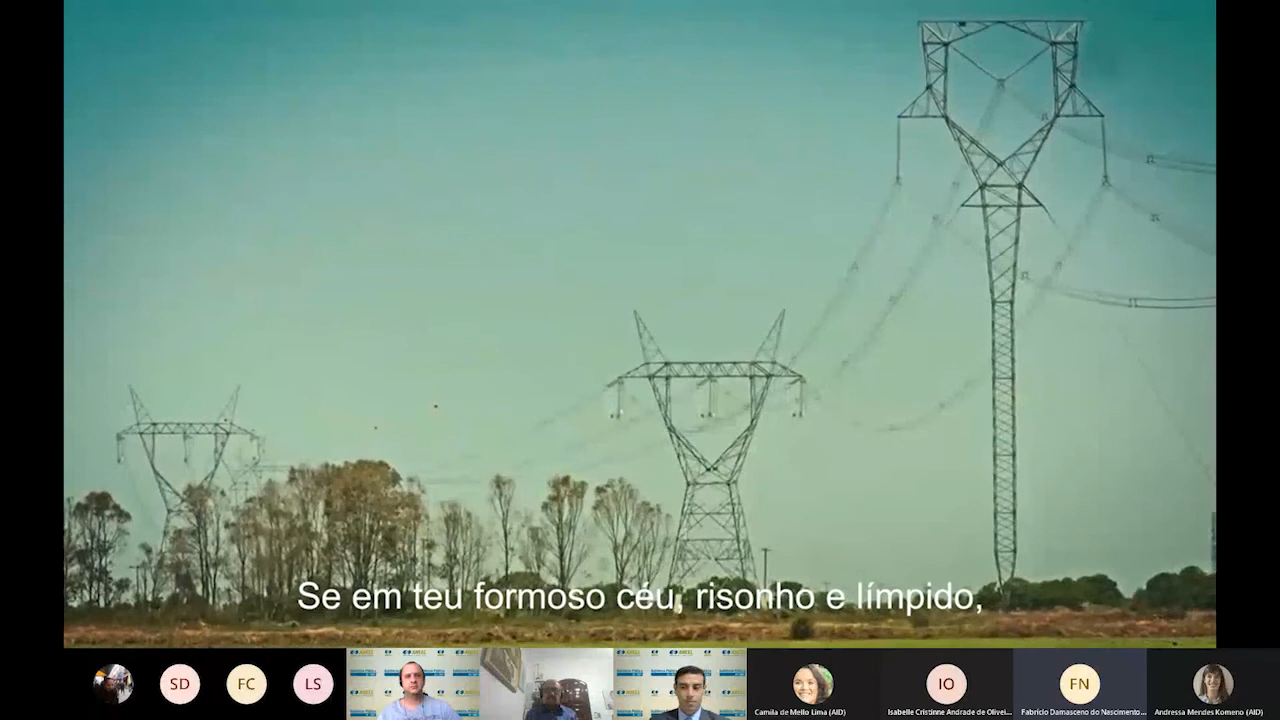 Se em teu formoso céu, risonho e límpido,
SD
FC
LS
IO
FN
Camila de Mello Lima (AID)
Isabelle Cristinne Andrade de Olivei...
Fabrício Damasceno do Nascimento...
Andressa Mendes Komeno (AID)